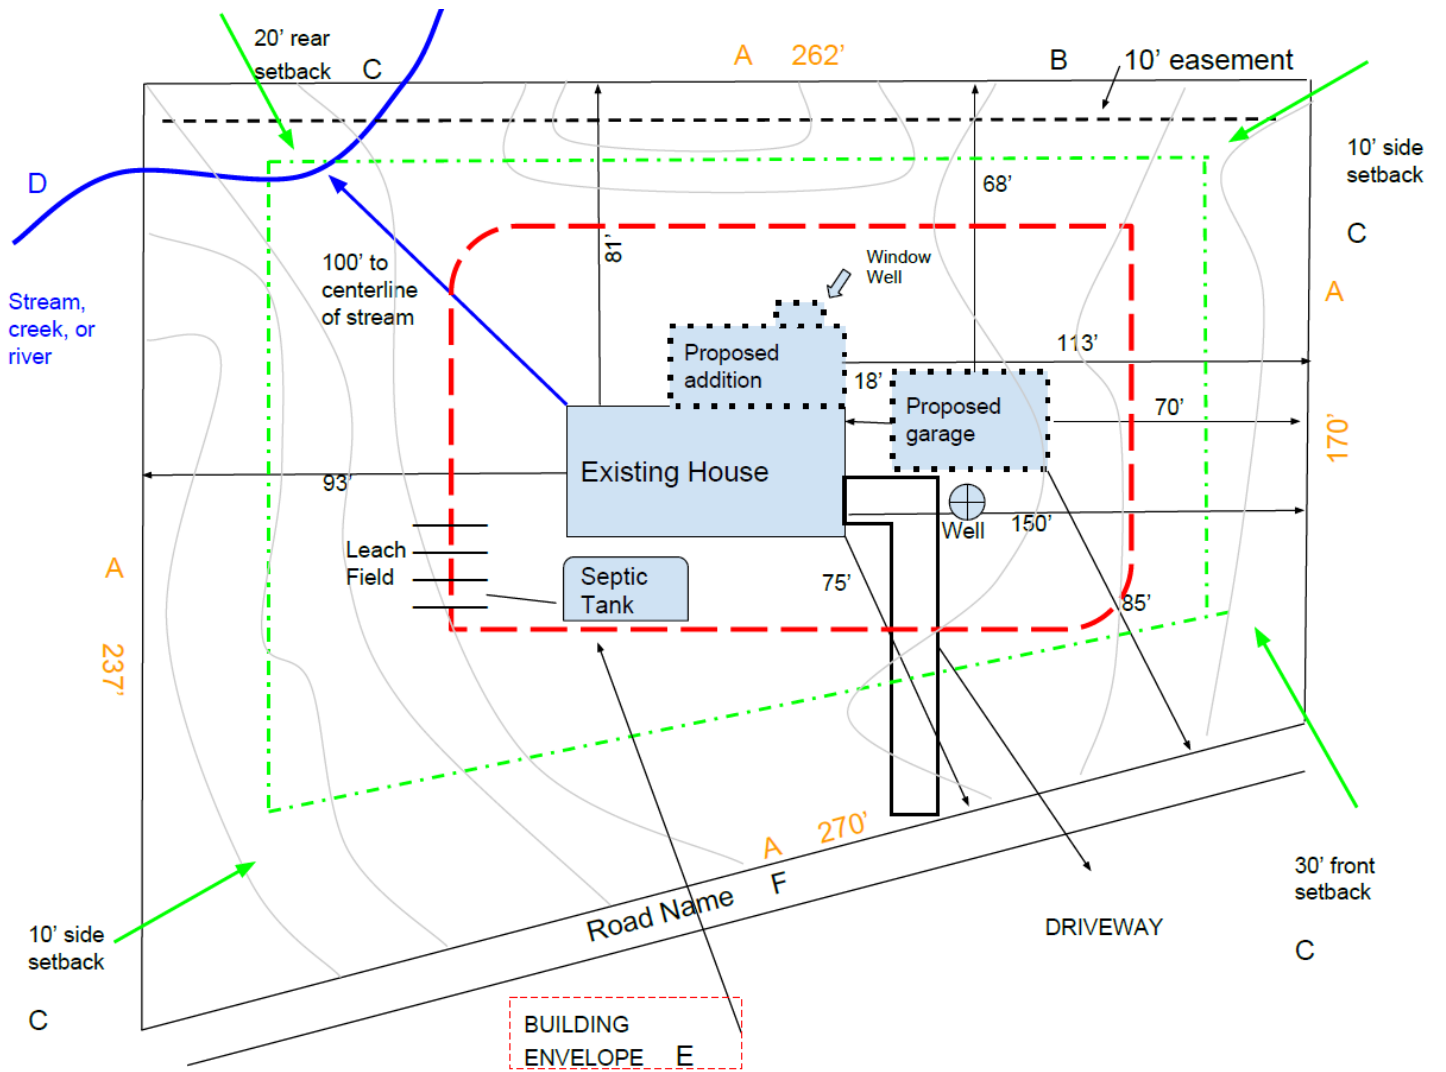 20’ rear
setback
C
A 262’
B
10’ easement
10’ side
setback
C
D
68’
81’
Window
Well
100’ to
centerline
of stream
Stream,
creek, or
river
A
113’
Proposed
addition
18’
Proposed
garage
70’
170’
Existing House
93’
Well
150’
Leach
Field
Septic
Tank
75’
85’
A
237’
A 270’
F
Road Name
30’ front
setback
C
DRIVEWAY
10’ side
setback
C
BUILDING
ENVELOPE E